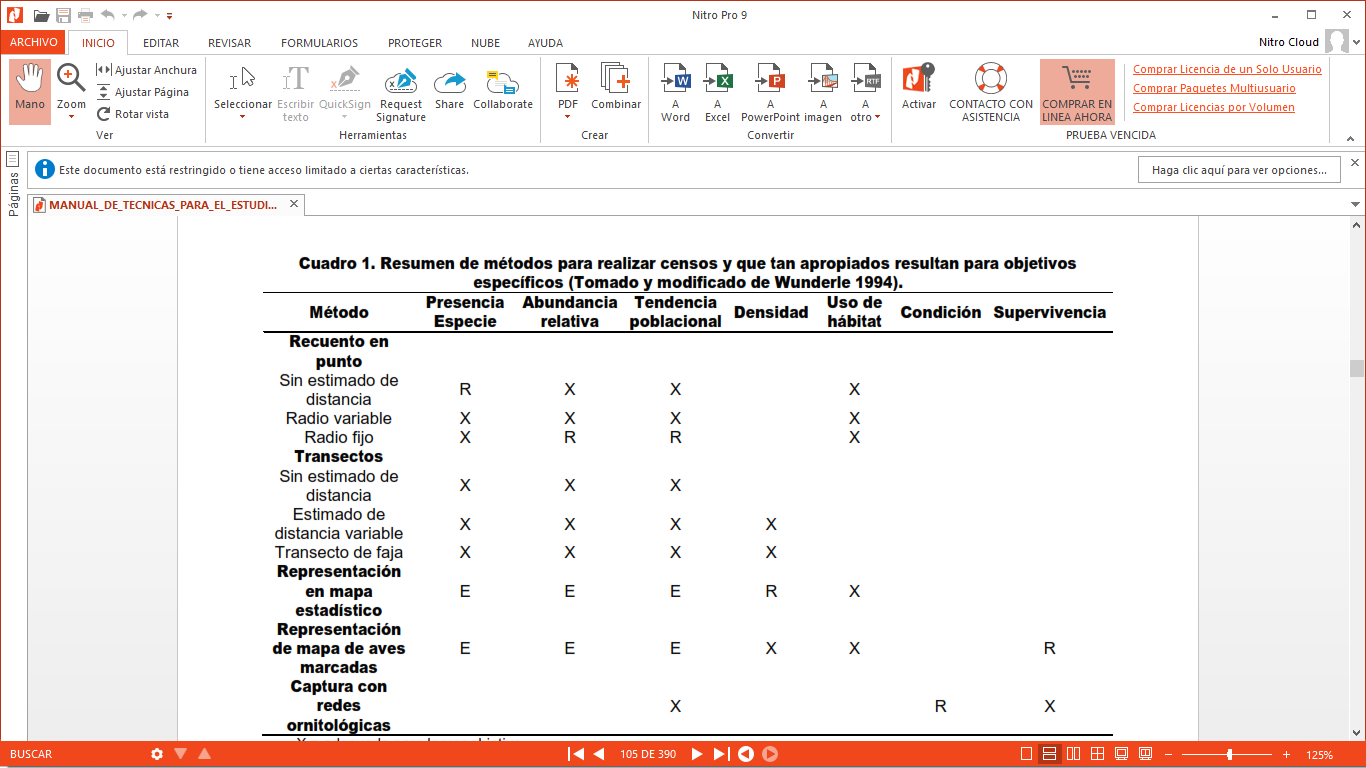 Nitro Pro 9
ARCHIVO INICIO EDITAR REVISAR FORMULARIOS PROTEGER NUBE AYUDA Nitro Cloud
Mano
Zoom
Ajustar Anchura
Ajustar Página
Rotar vista
Ver
Seleccionar
Escribir texto
QuickSign
Request Signature
Share
Collaborate
Herramientas
PDF
Combinar
Crear
A Word
A Excel
A PowerPoint
A imagen
A otro
Convertir
Activar
CONTACTO CON ASISTENCIA
COMPRAR EN LINEA AHORA
Comprar Licencia de un Solo Usuario
Comprar Paquetes Multiusuario
Comprar Licencias por Volumen
PRUEBA VENCIDA
Páginas
Este documento está restringido o tiene acceso limitado a ciertas características.
Haga clic aquí para ver opciones...
MANUAL_DE_TECNICAS_PARA_EL_ESTUDI...
Cuadro 1. Resumen de métodos para realizar censos y que tan apropiados resultan para objetivos
específicos (Tomado y modificado de Wunderle 1994).
Método Presencia Especie Abundancia relativa Tendencia poblacional Densidad Uso de hábitat Condición Supervivencia
Recuento en
punto
Sin estimado de
distancia R X X X
Radio variable X X X X
Radio fijo X R R X
Transectos
Sin estimado de
distancia X X X
Estimado de
distancia variable X X X X
Transecto de faja X X X X
Representación
en mapa E E E R X
estadístico
Representación
de mapa de aves E E E X X R
marcadas
Captura con
redes X R X
ornitológicas
BUSCAR 105 DE 390 125%